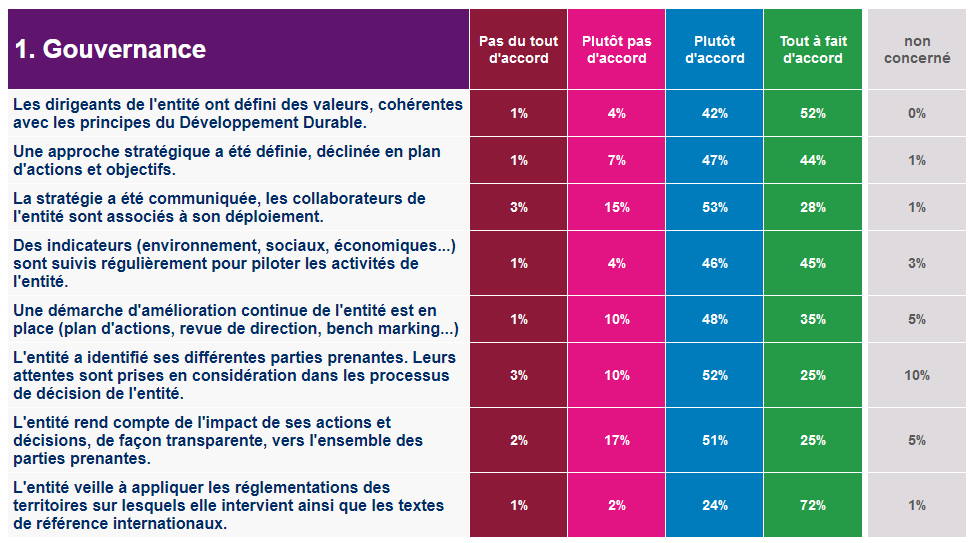 1. Gouvernance
Pas du tout
d'accord
Plutôt pas
d'accord
Plutôt
d'accord
Tout à fait
d'accord
non
concerné
Les dirigeants de l'entité ont défini des valeurs, cohérentes
avec les principes du Développement Durable.
1% 4% 42% 52% 0%
Une approche stratégique a été définie, déclinée en plan
d'actions et objectifs.
1% 7% 47% 44% 1%
La stratégie a été communiquée, les collaborateurs de
l'entité sont associés à son déploiement.
3% 15% 53% 28% 1%
Des indicateurs (environnement, sociaux, économiques...)
sont suivis régulièrement pour piloter les activités de
l'entité.
1% 4% 46% 45% 3%
Une démarche d'amélioration continue de l'entité est en
place (plan d'actions, revue de direction, bench marking...)
1% 10% 48% 35% 5%
L'entité a identifié ses différentes parties prenantes. Leurs
attentes sont prises en considération dans les processus
de décision de l'entité.
3% 10% 52% 25% 10%
L'entité rend compte de l'impact de ses actions et
décisions, de façon transparente, vers l'ensemble des
parties prenantes.
2% 17% 51% 25% 5%
L'entité veille à appliquer les réglementations des
territoires sur lesquels elle intervient ainsi que les textes
de référence internationaux.
1% 2% 24% 72% 1%